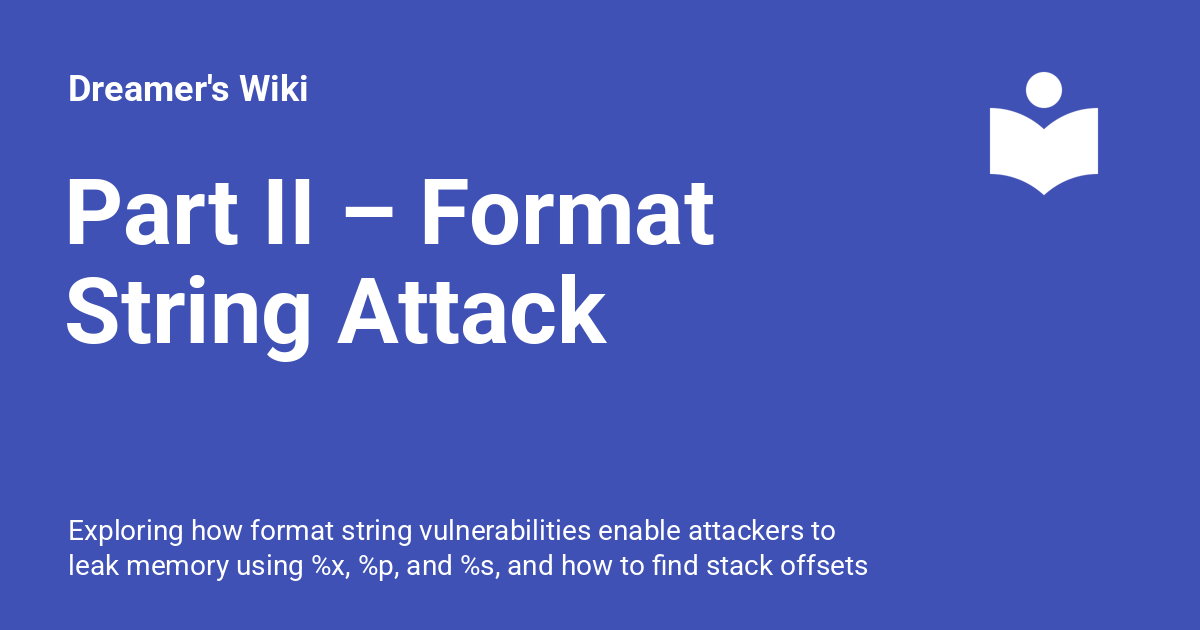 Dreamer's Wiki
Part II – Format
String Attack
Exploring how format string vulnerabilities enable attackers to
leak memory using %x, %p, and %s, and how to find stack offsets